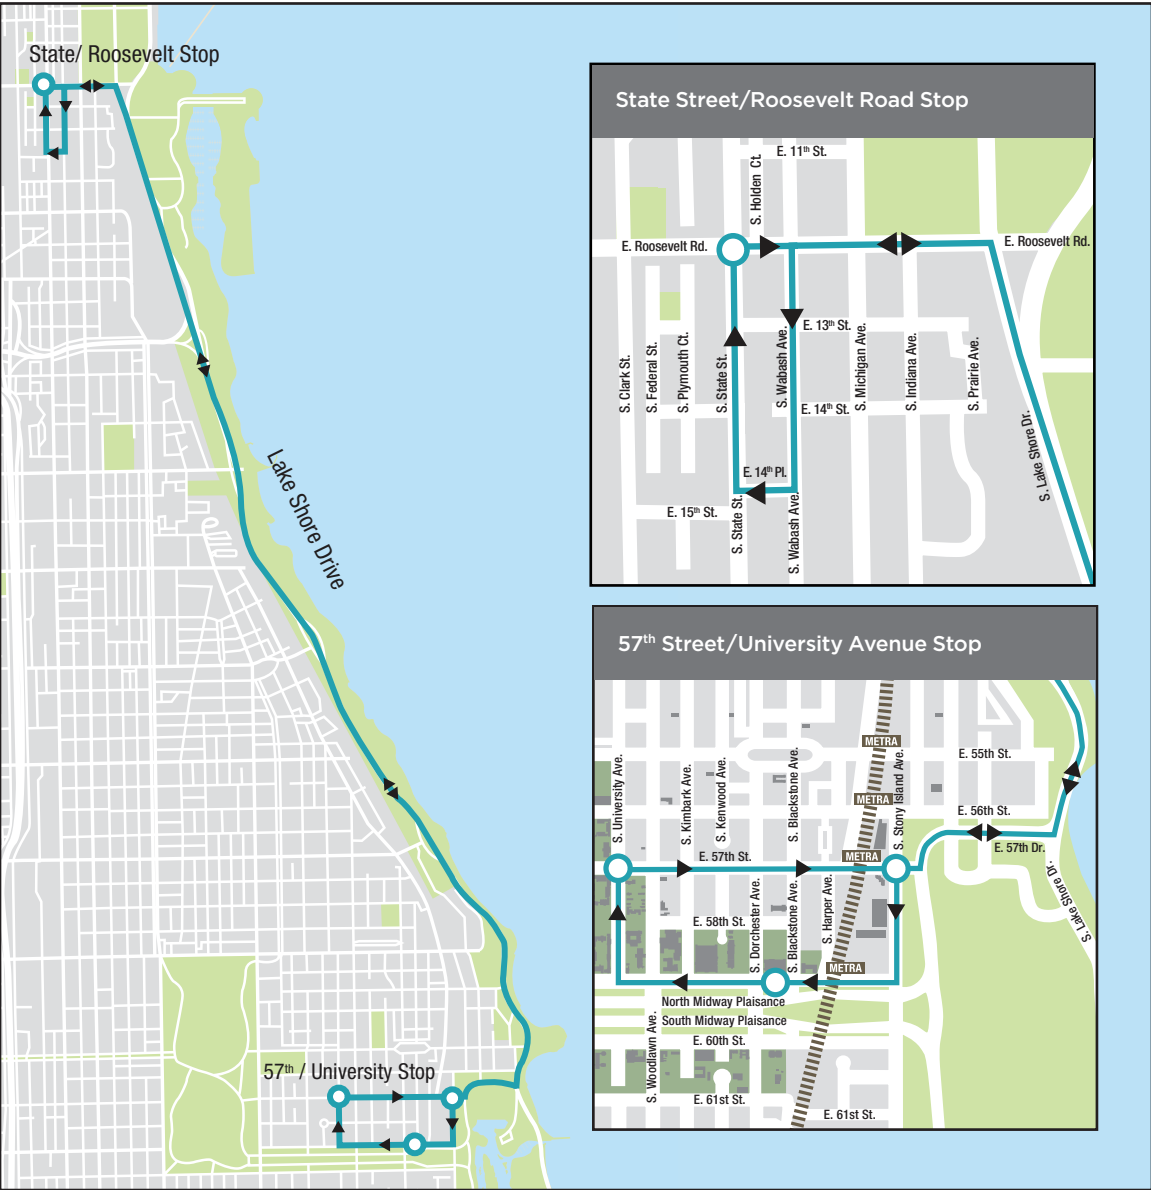 State/ Roosevelt Stop
Lake Shore Drive
57th / University Stop
State Street/Roosevelt Road Stop
E. 11th St.
S. Holden Ct.
E. Roosevelt Rd.
E. Roosevelt Rd.
E. 13th St.
S. Clark St.
S. Federal St.
S. Plymouth Ct.
S. State St.
S. Wabash Ave.
S. Michigan Ave.
S. Indiana Ave.
S. Prairie Ave.
E. 14th St.
S. Lake Shore Dr.
E. 14th Pl.
E. 15th St.
S. State St.
S. Wabash Ave.
57th Street/University Avenue Stop
METRA
E. 55th St.
S. University Ave.
S. Kimbark Ave.
S. Kenwood Ave.
S. Blackstone Ave.
S. Stony Island Ave.
METRA
E. 56th St.
E. 57th Dr.
E. 57th St.
METRA
S. Lake Shore Dr.
E. 58th St.
S. Dorchester Ave.
S. Blackstone Ave.
S. Harper Ave.
METRA
North Midway Plaisance
South Midway Plaisance
S. Woodlawn Ave.
E. 60th St.
E. 61st St.
E. 61st St.